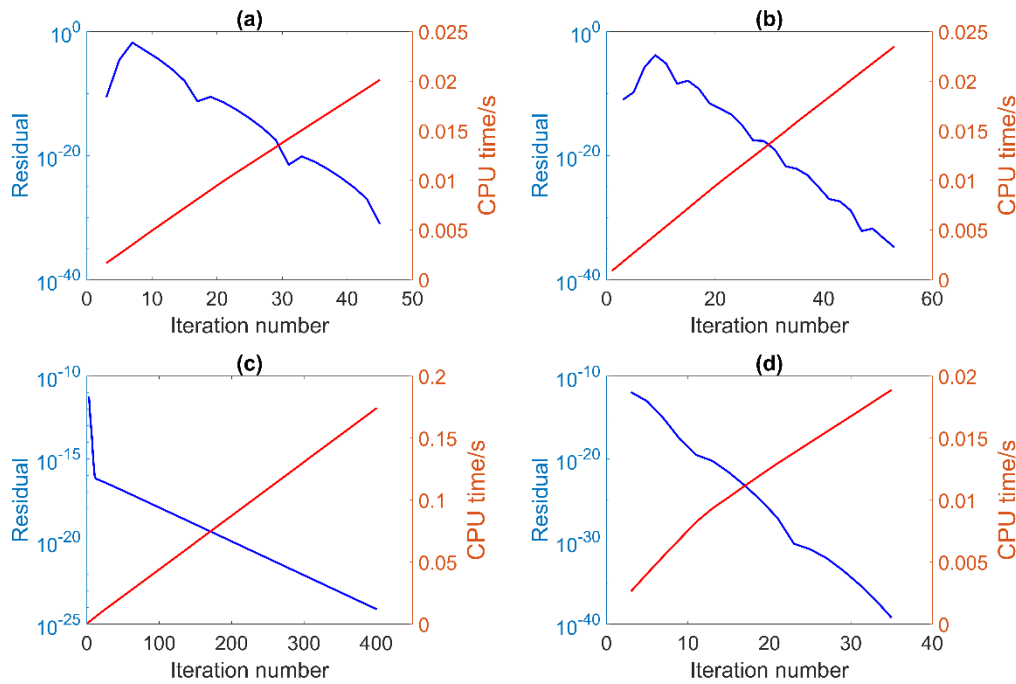 (a)
10^0
10^-20
10^-40
Residual
0 10 20 30 40 50
Iteration number
0.025
0.02
0.015
0.01
0.005
0
CPU time/s
(b)
10^0
10^-20
10^-40
Residual
0 20 40 60
Iteration number
0.025
0.02
0.015
0.01
0.005
0
CPU time/s
(c)
10^-10
10^-15
10^-20
10^-25
Residual
0 100 200 300 400
Iteration number
0.2
0.15
0.1
0.05
0
CPU time/s
(d)
10^-10
10^-20
10^-30
10^-40
Residual
0 10 20 30 40
Iteration number
0.02
0.015
0.01
0.005
0
CPU time/s